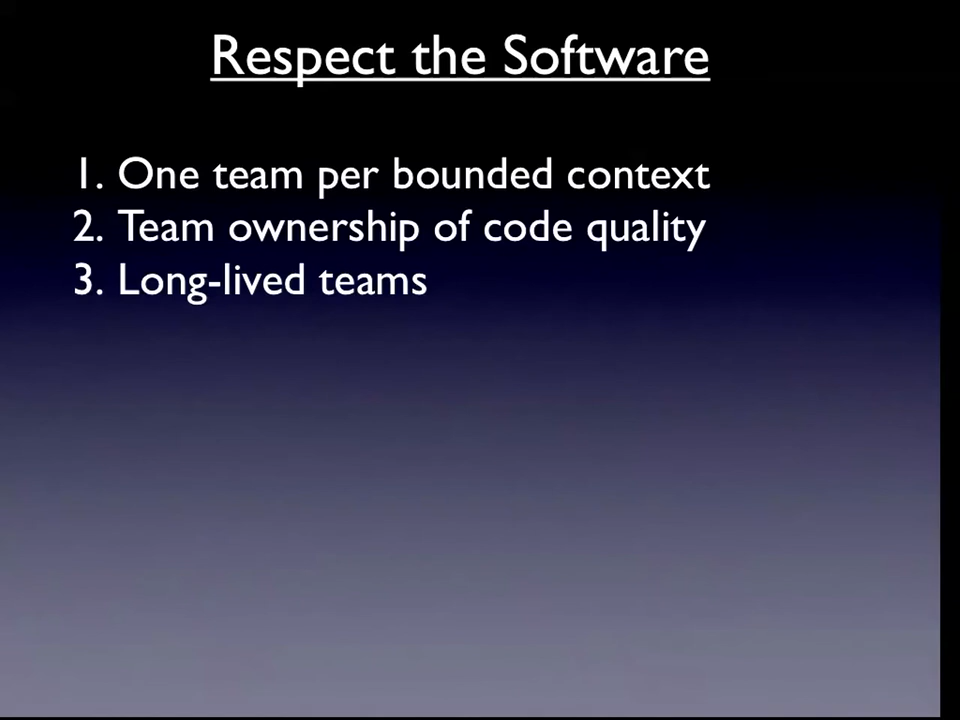 Respect the Software
1. One team per bounded context
2. Team ownership of code quality
3. Long-lived teams